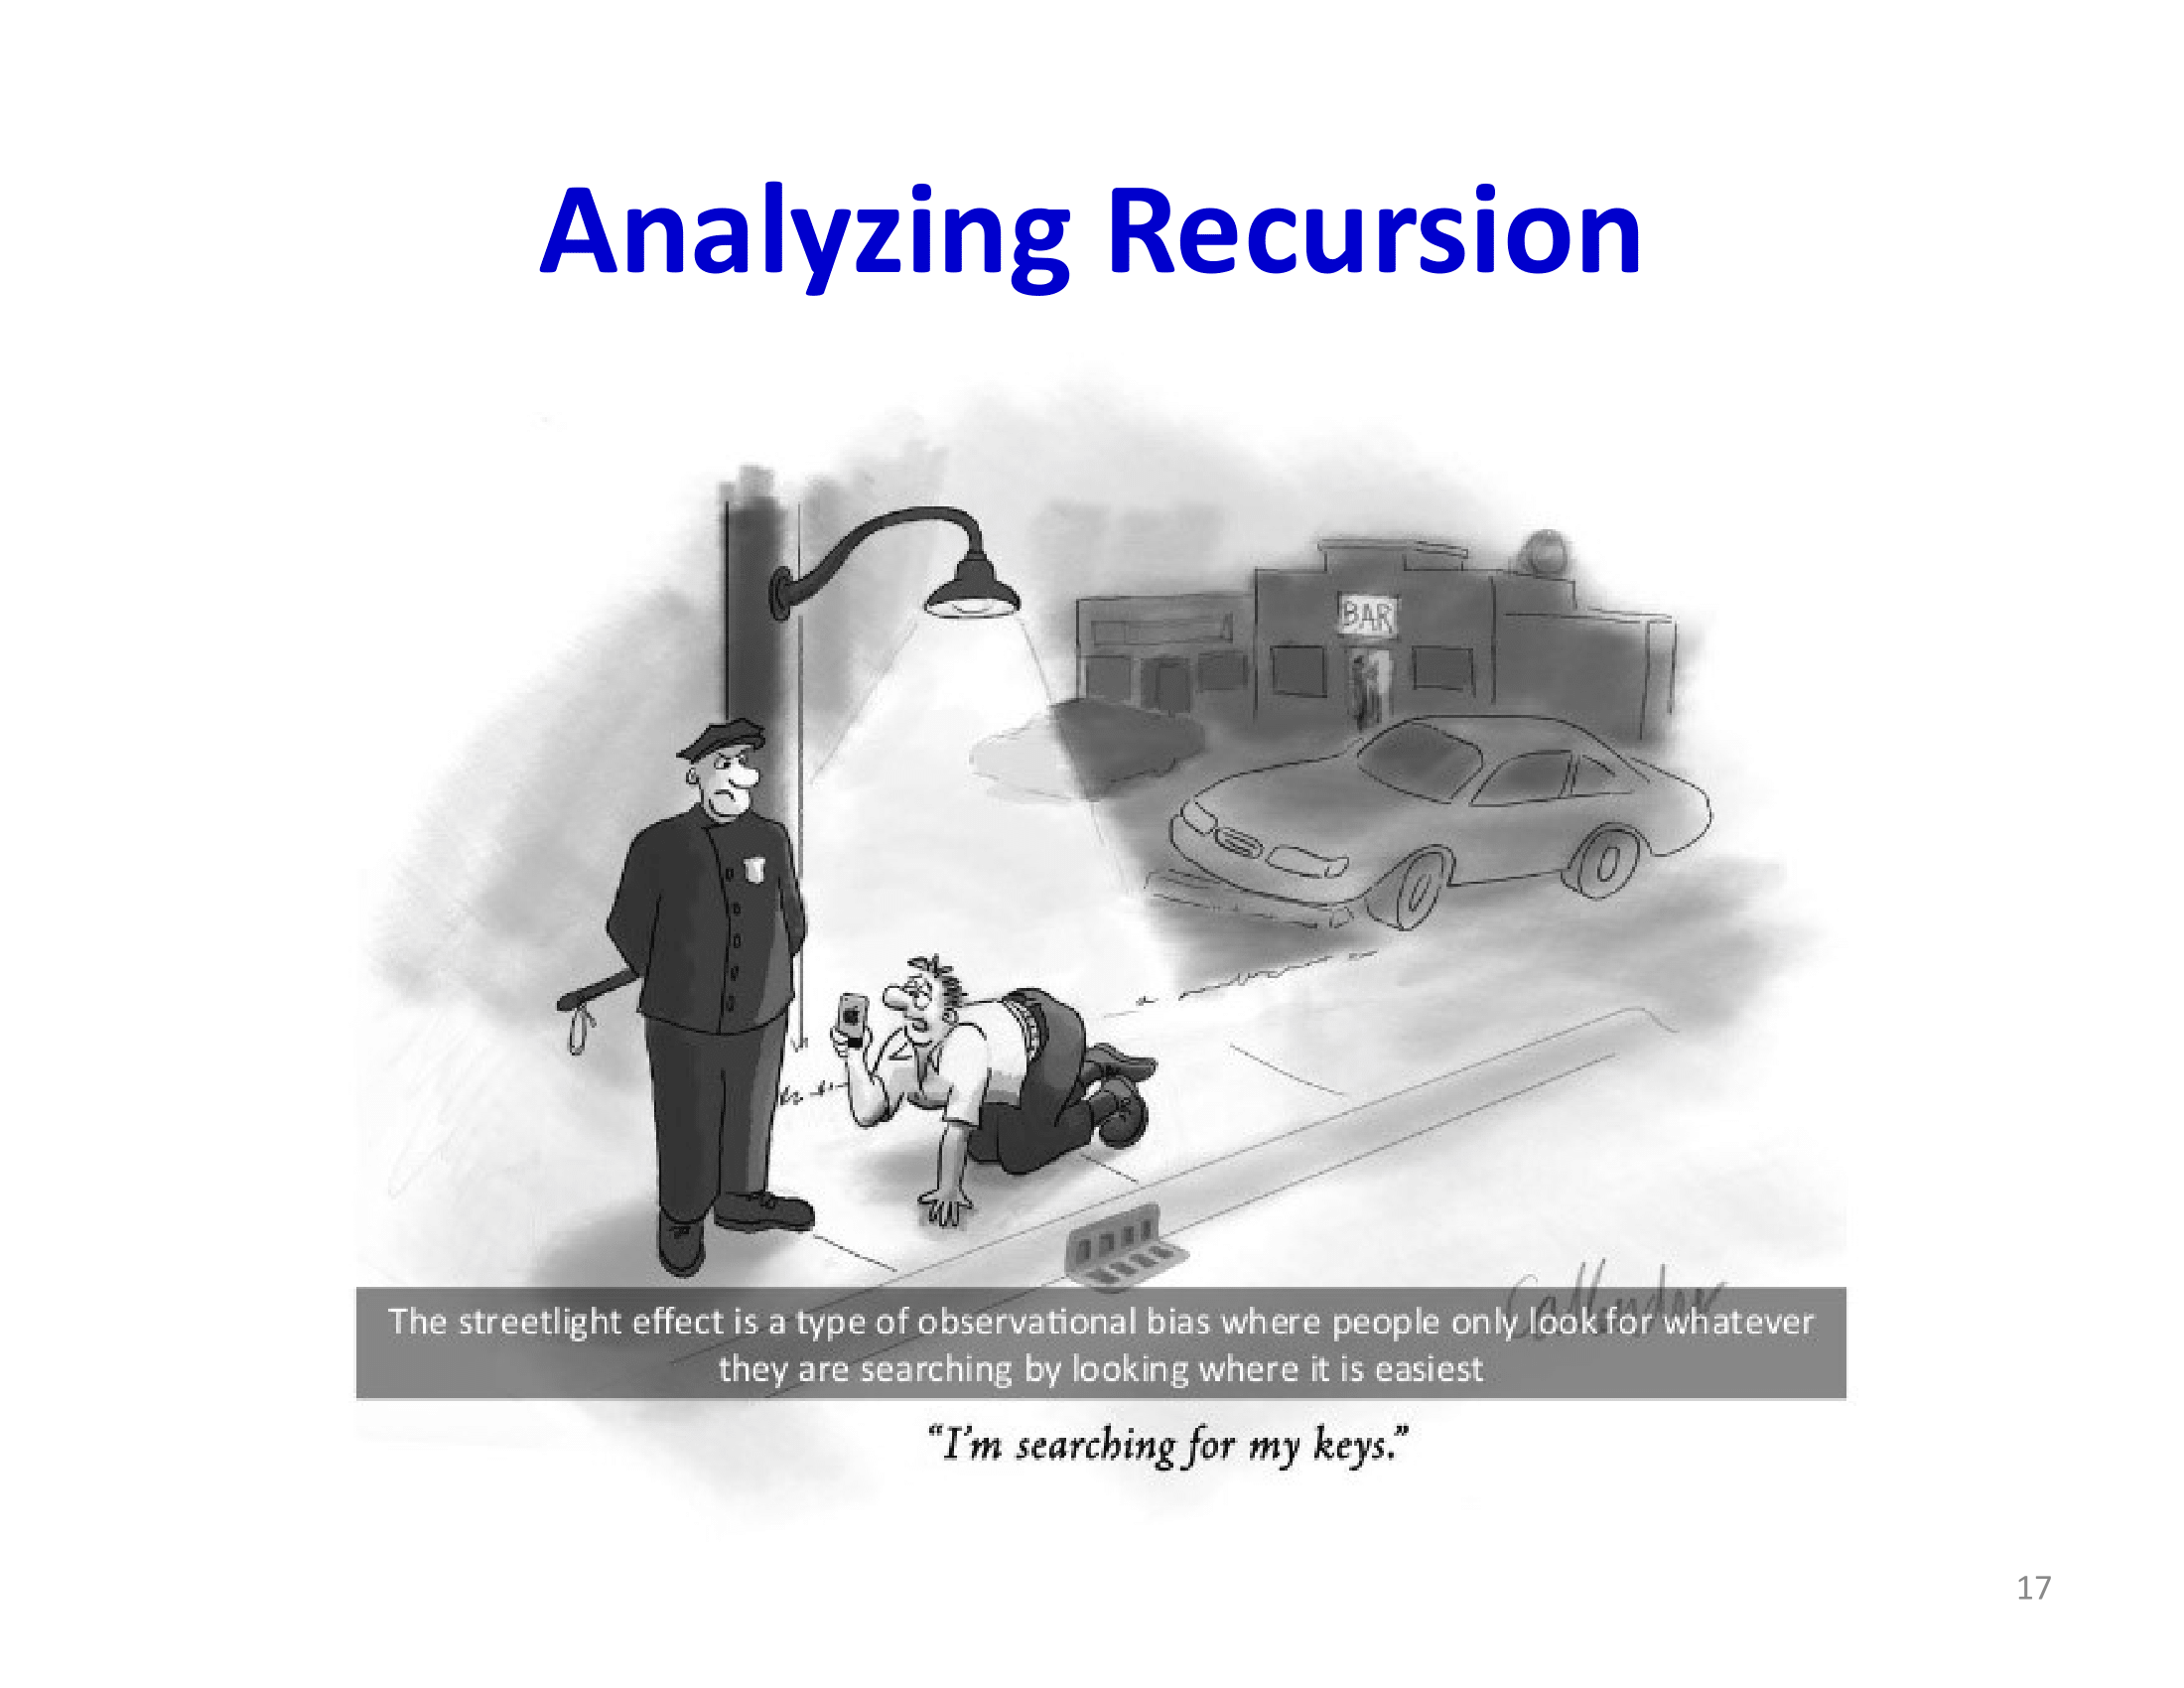 Analyzing Recursion
BAR
The streetlight effect is a type of observational bias where people only look for whatever
they are searching by looking where it is easiest
“I’m searching for my keys.”
17